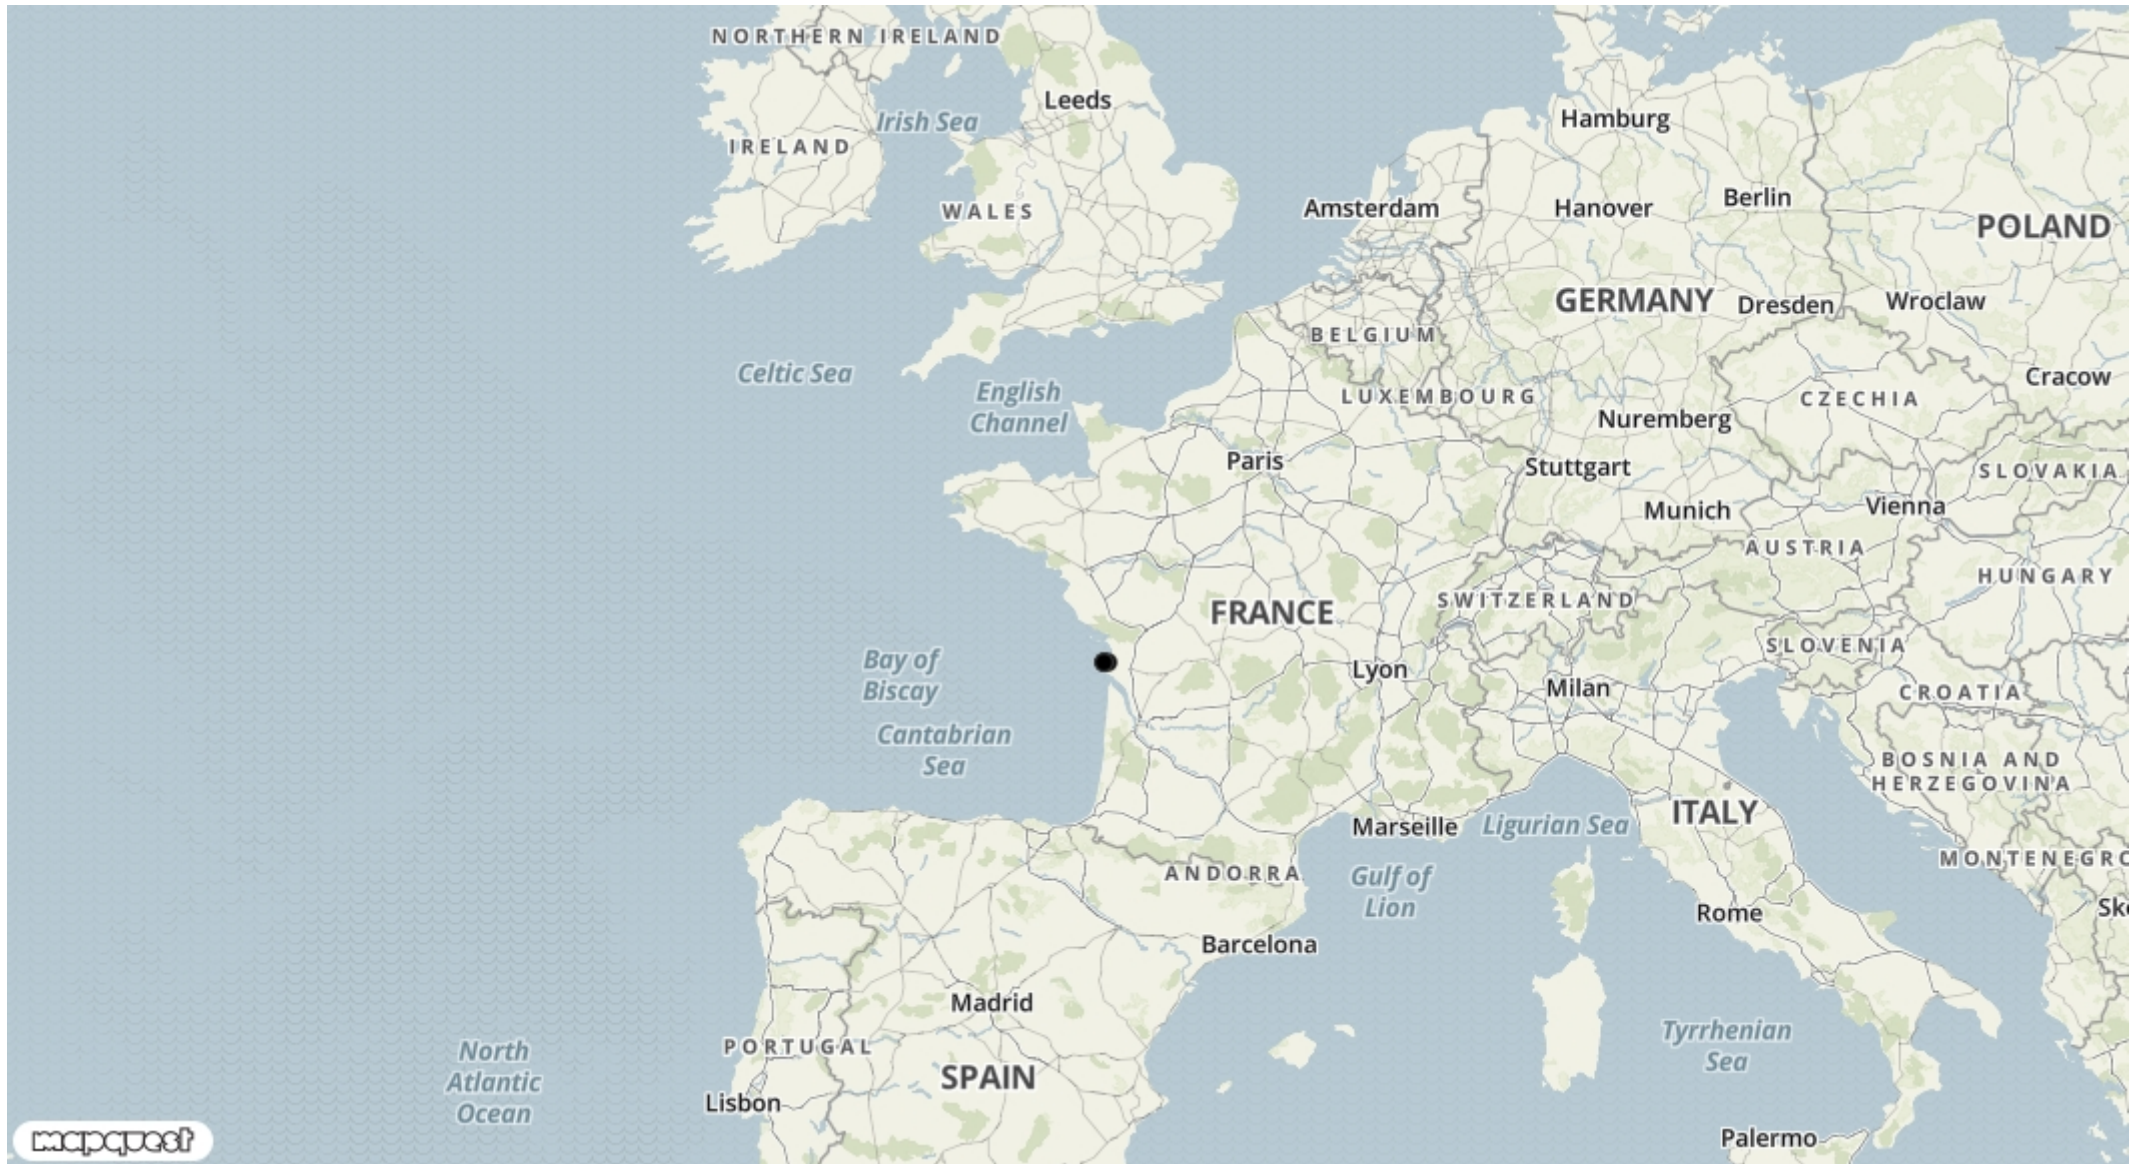 NORTHERN IRELAND
Leeds
Irish Sea
IRELAND
WALES
Hamburg
Amsterdam
Hanover
Berlin
POLAND
GERMANY
Dresden
Wroclaw
BELGIUM
Celtic Sea
English
Channel
LUXEMBOURG
Cracow
CZECHIA
Nuremberg
Paris
Stuttgart
SLOVAKIA
Munich
Vienna
AUSTRIA
HUNGARY
SWITZERLAND
FRANCE
SLOVENIA
Bay of
Biscay
Lyon
Milan
CROATIA
Cantabrian
Sea
BOSNIA AND
HERZEGOVINA
ITALY
Marseille
Ligurian Sea
MONTENEGRO
ANDORRA
Gulf of
Lion
Rome
Sk
Barcelona
Madrid
Tyrrhenian
Sea
PORTUGAL
North
Atlantic
Ocean
SPAIN
Lisbon
mapquest
Palermo